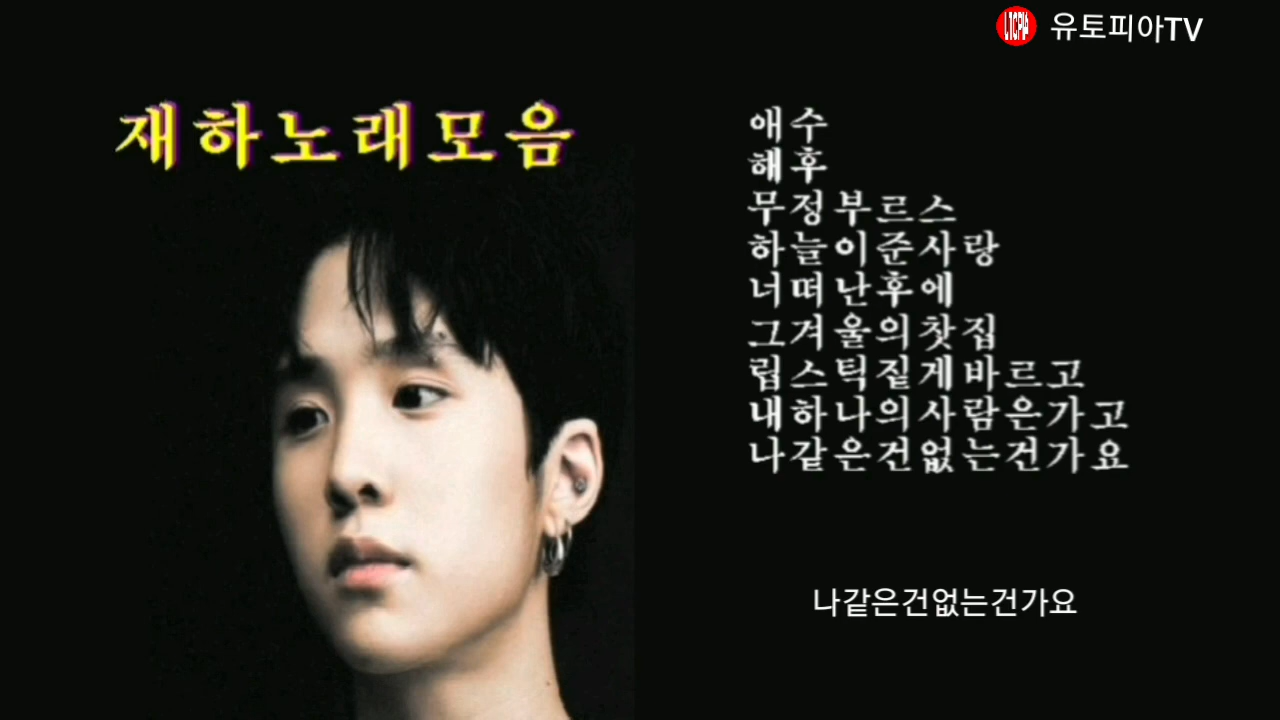 유토피아TV
재하노래모음
애수
해후
무정부르스
하늘이준사랑
너떠난후에
그겨울의찻집
립스틱짙게바르고
내하나의사람은가고
나같은건없는건가요
나같은건없는건가요